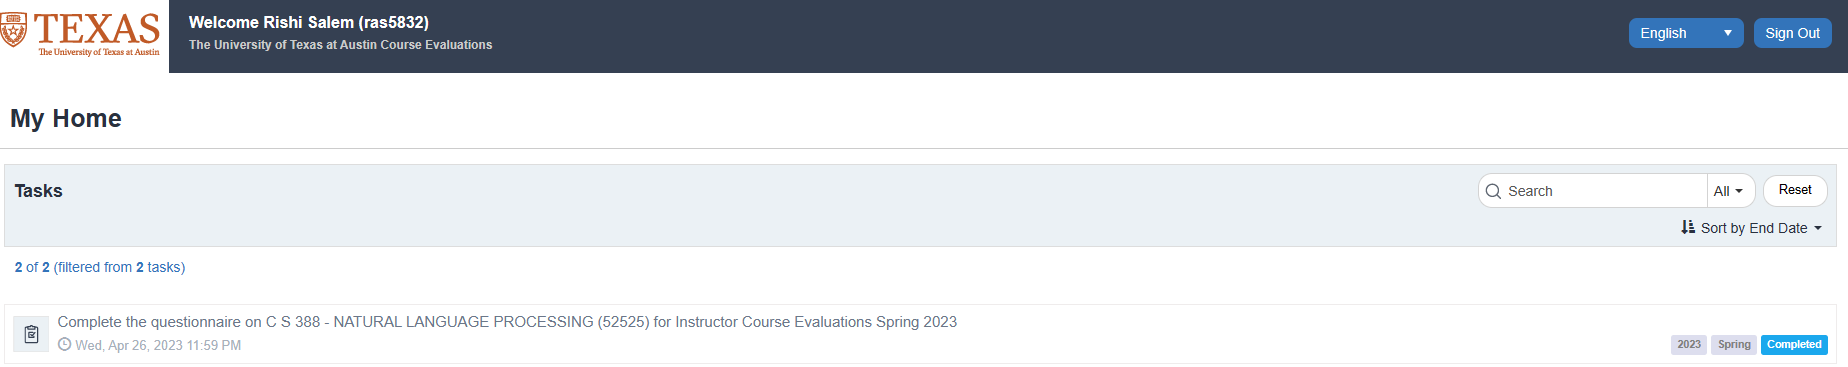 TEXAS
The University of Texas at Austin
Welcome Rishi Salem (ras5832)
The University of Texas at Austin Course Evaluations
English
Sign Out
My Home
Tasks
Search
All
Reset
Sort by End Date
2 of 2 (filtered from 2 tasks)
Complete the questionnaire on C S 388 - NATURAL LANGUAGE PROCESSING (52525) for Instructor Course Evaluations Spring 2023
Wed, Apr 26, 2023 11:59 PM
2023 Spring Completed